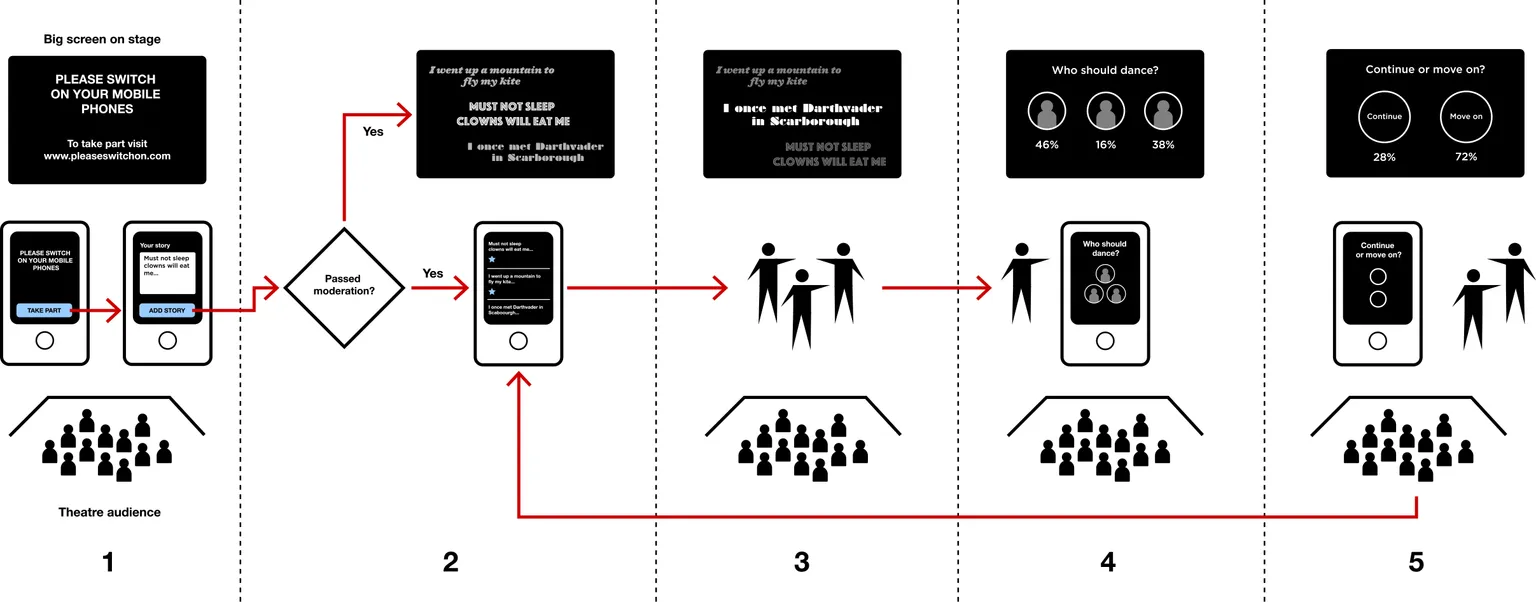 Big screen on stage
PLEASE SWITCH
ON YOUR MOBILE
PHONES
To take part visit
www.pleaseswitchon.com
PLEASE SWITCH
ON YOUR MOBILE
PHONES
TAKE PART
Your story
Must not sleep
clowns will eat
me...
ADD STORY
Theatre audience
1
Passed
moderation?
Yes
Yes
I went up a mountain to
fly my kite
MUST NOT SLEEP
CLOWNS WILL EAT ME
I once met Darthvader
in Scarborough
Must not sleep
clowns will eat me...
I went up a mountain to
fly my kite...
I once met Darthvader in
Scaboourgh...
2
I went up a mountain to
fly my kite
I once met Darthvader
in Scarborough
MUST NOT SLEEP
CLOWNS WILL EAT ME
3
Who should dance?
46% 16% 38%
Who should
dance?
4
Continue or move on?
Continue Move on
28% 72%
Continue
or move on?
5